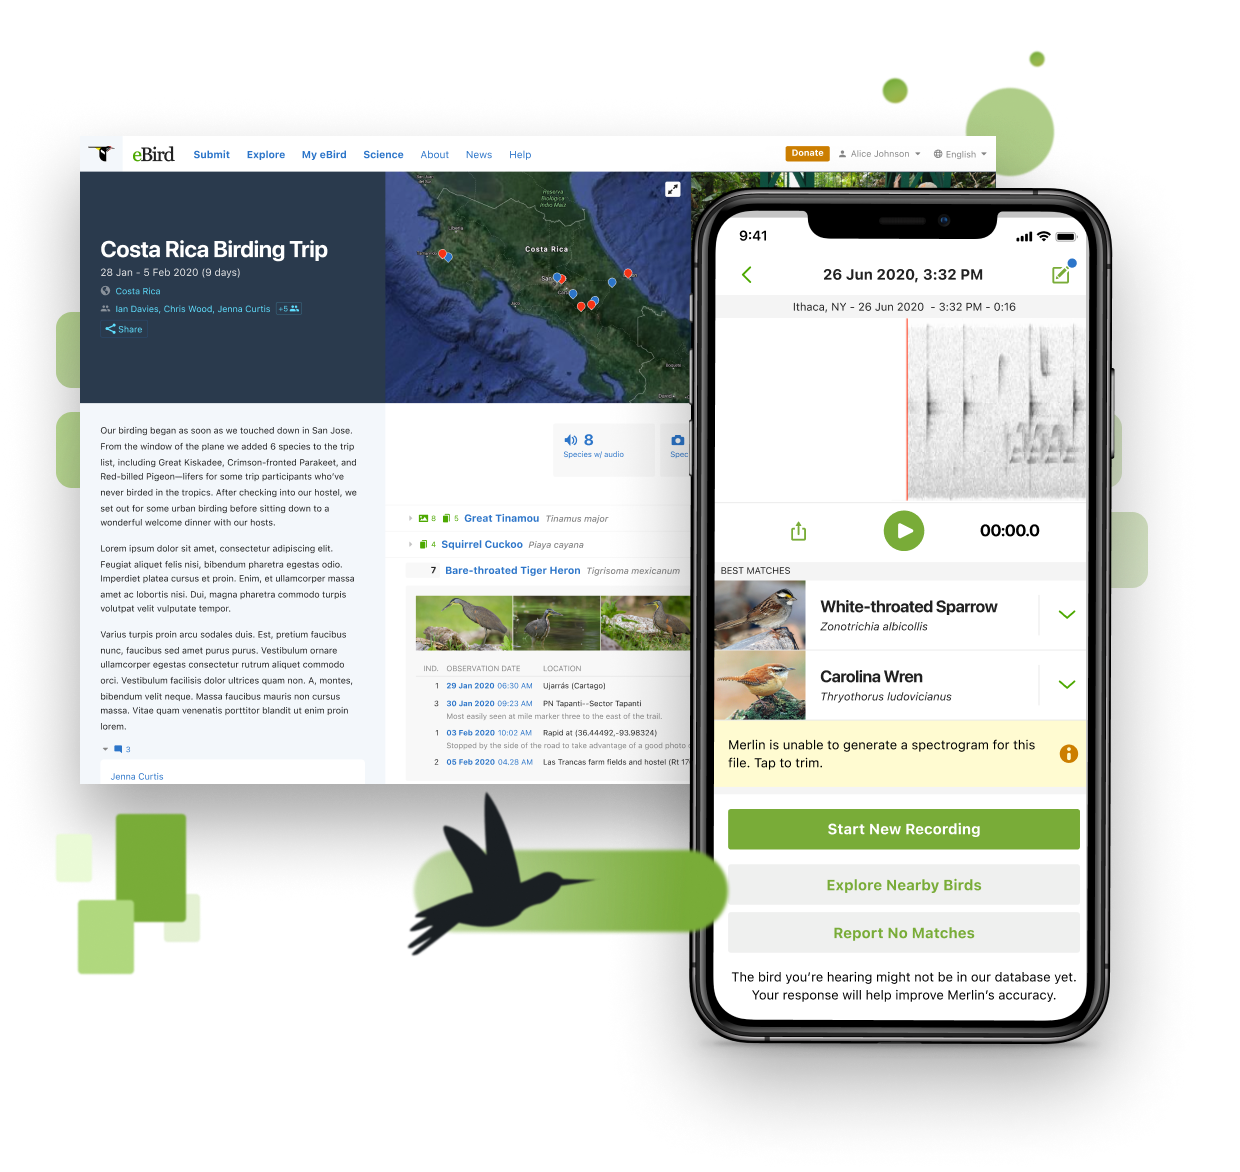 eBird Submit Explore My eBird Science About News Help Donate Alice Johnson English
Costa Rica Birding Trip
28 Jan - 5 Feb 2020 (9 days)
Costa Rica
Ian Davies, Chris Wood, Jenna Curtis +5
Share
Reserva
Biológica
Indio Maíz
Costa Rica
Our birding began as soon as we touched down in San Jose.
From the window of the plane we added 6 species to the trip
list, including Great Kiskadee, Crimson-fronted Parakeet, and
Red-billed Pigeon—lifers for some trip participants who've
never birded in the tropics. After checking into our hostel, we
set out for some urban birding before sitting down to a
wonderful welcome dinner with our hosts.
Lorem ipsum dolor sit amet, consectetur adipiscing elit.
Feugiat aliquet felis nisi, bibendum pharetra egestas odio.
Imperdiet platea cursus et proin. Enim, et ullamcorper massa
amet ac lobortis nisi. Dui, magna pharetra commodo turpis
volutpat velit vulputate tempor.
Varius turpis proin arcu sodales duis. Est, pretium faucibus
nunc, faucibus sed amet purus purus. Vestibulum ornare
ullamcorper egestas consectetur rutrum aliquet commodo
orci. Vestibulum facilisis dolor ultrices quam non. A, montes,
bibendum velit neque. Massa faucibus mauris non cursus
massa. Vitae quam venenatis porttitor blandit ut enim proin
lorem.
3
Jenna Curtis
8
Species w/ audio
Spec
8 5 Great Tinamou Tinamus major
4 Squirrel Cuckoo Piaya cayana
7 Bare-throated Tiger Heron Tigrisoma mexicanum
IND. OBSERVATION DATE LOCATION
1 29 Jan 2020 06:30 AM Ujarrás (Cartago)
3 30 Jan 2020 09:23 AM PN Tapanti--Sector Tapanti
Most easily seen at mile marker three to the east of the trail.
1 03 Feb 2020 10:02 AM Rapid at (36.44492,-93.98324)
Stopped by the side of the road to take advantage of a good photo
2 05 Feb 2020 04.28 AM Las Trancas farm fields and hostel (Rt 17
9:41
26 Jun 2020, 3:32 PM
Ithaca, NY - 26 Jun 2020 - 3:32 PM - 0:16
00:00.0
BEST MATCHES
White-throated Sparrow
Zonotrichia albicollis
Carolina Wren
Thryothorus ludovicianus
Merlin is unable to generate a spectrogram for this
file. Tap to trim.
Start New Recording
Explore Nearby Birds
Report No Matches
The bird you're hearing might not be in our database yet.
Your response will help improve Merlin's accuracy.